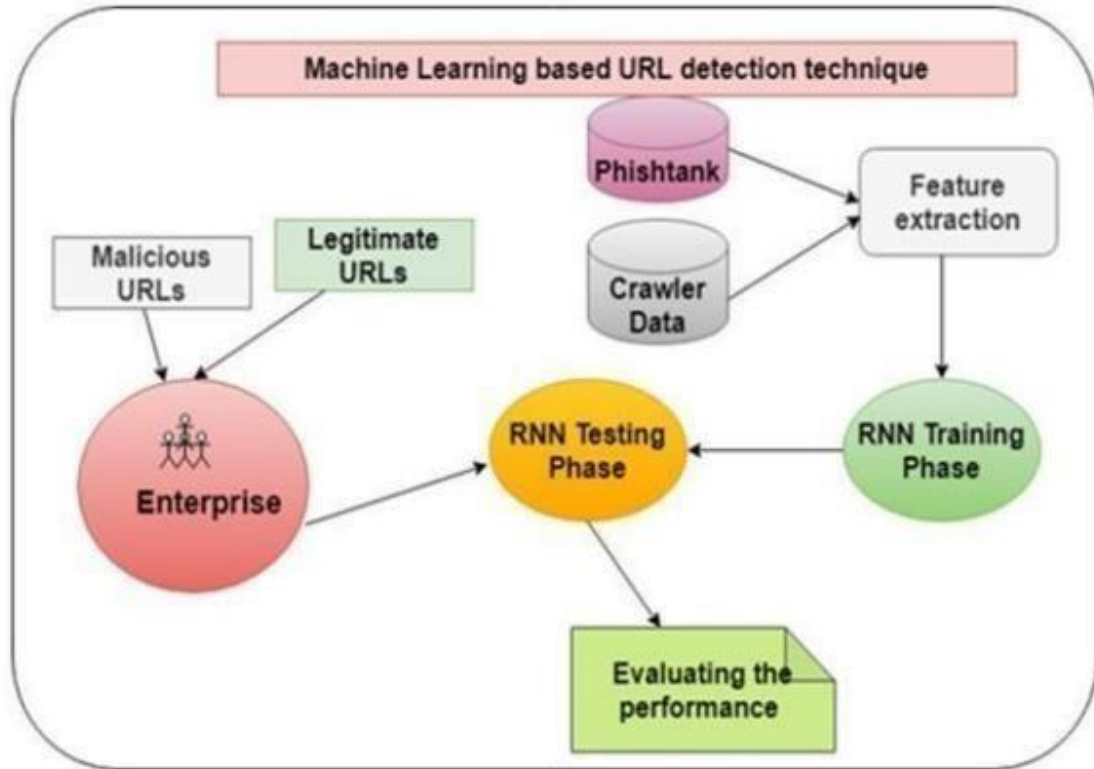 Machine Learning based URL detection technique
Phishtank
Feature
extraction
Malicious
URLs
Legitimate
URLs
Crawler
Data
Enterprise
RNN Testing
Phase
RNN Training
Phase
Evaluating the
performance